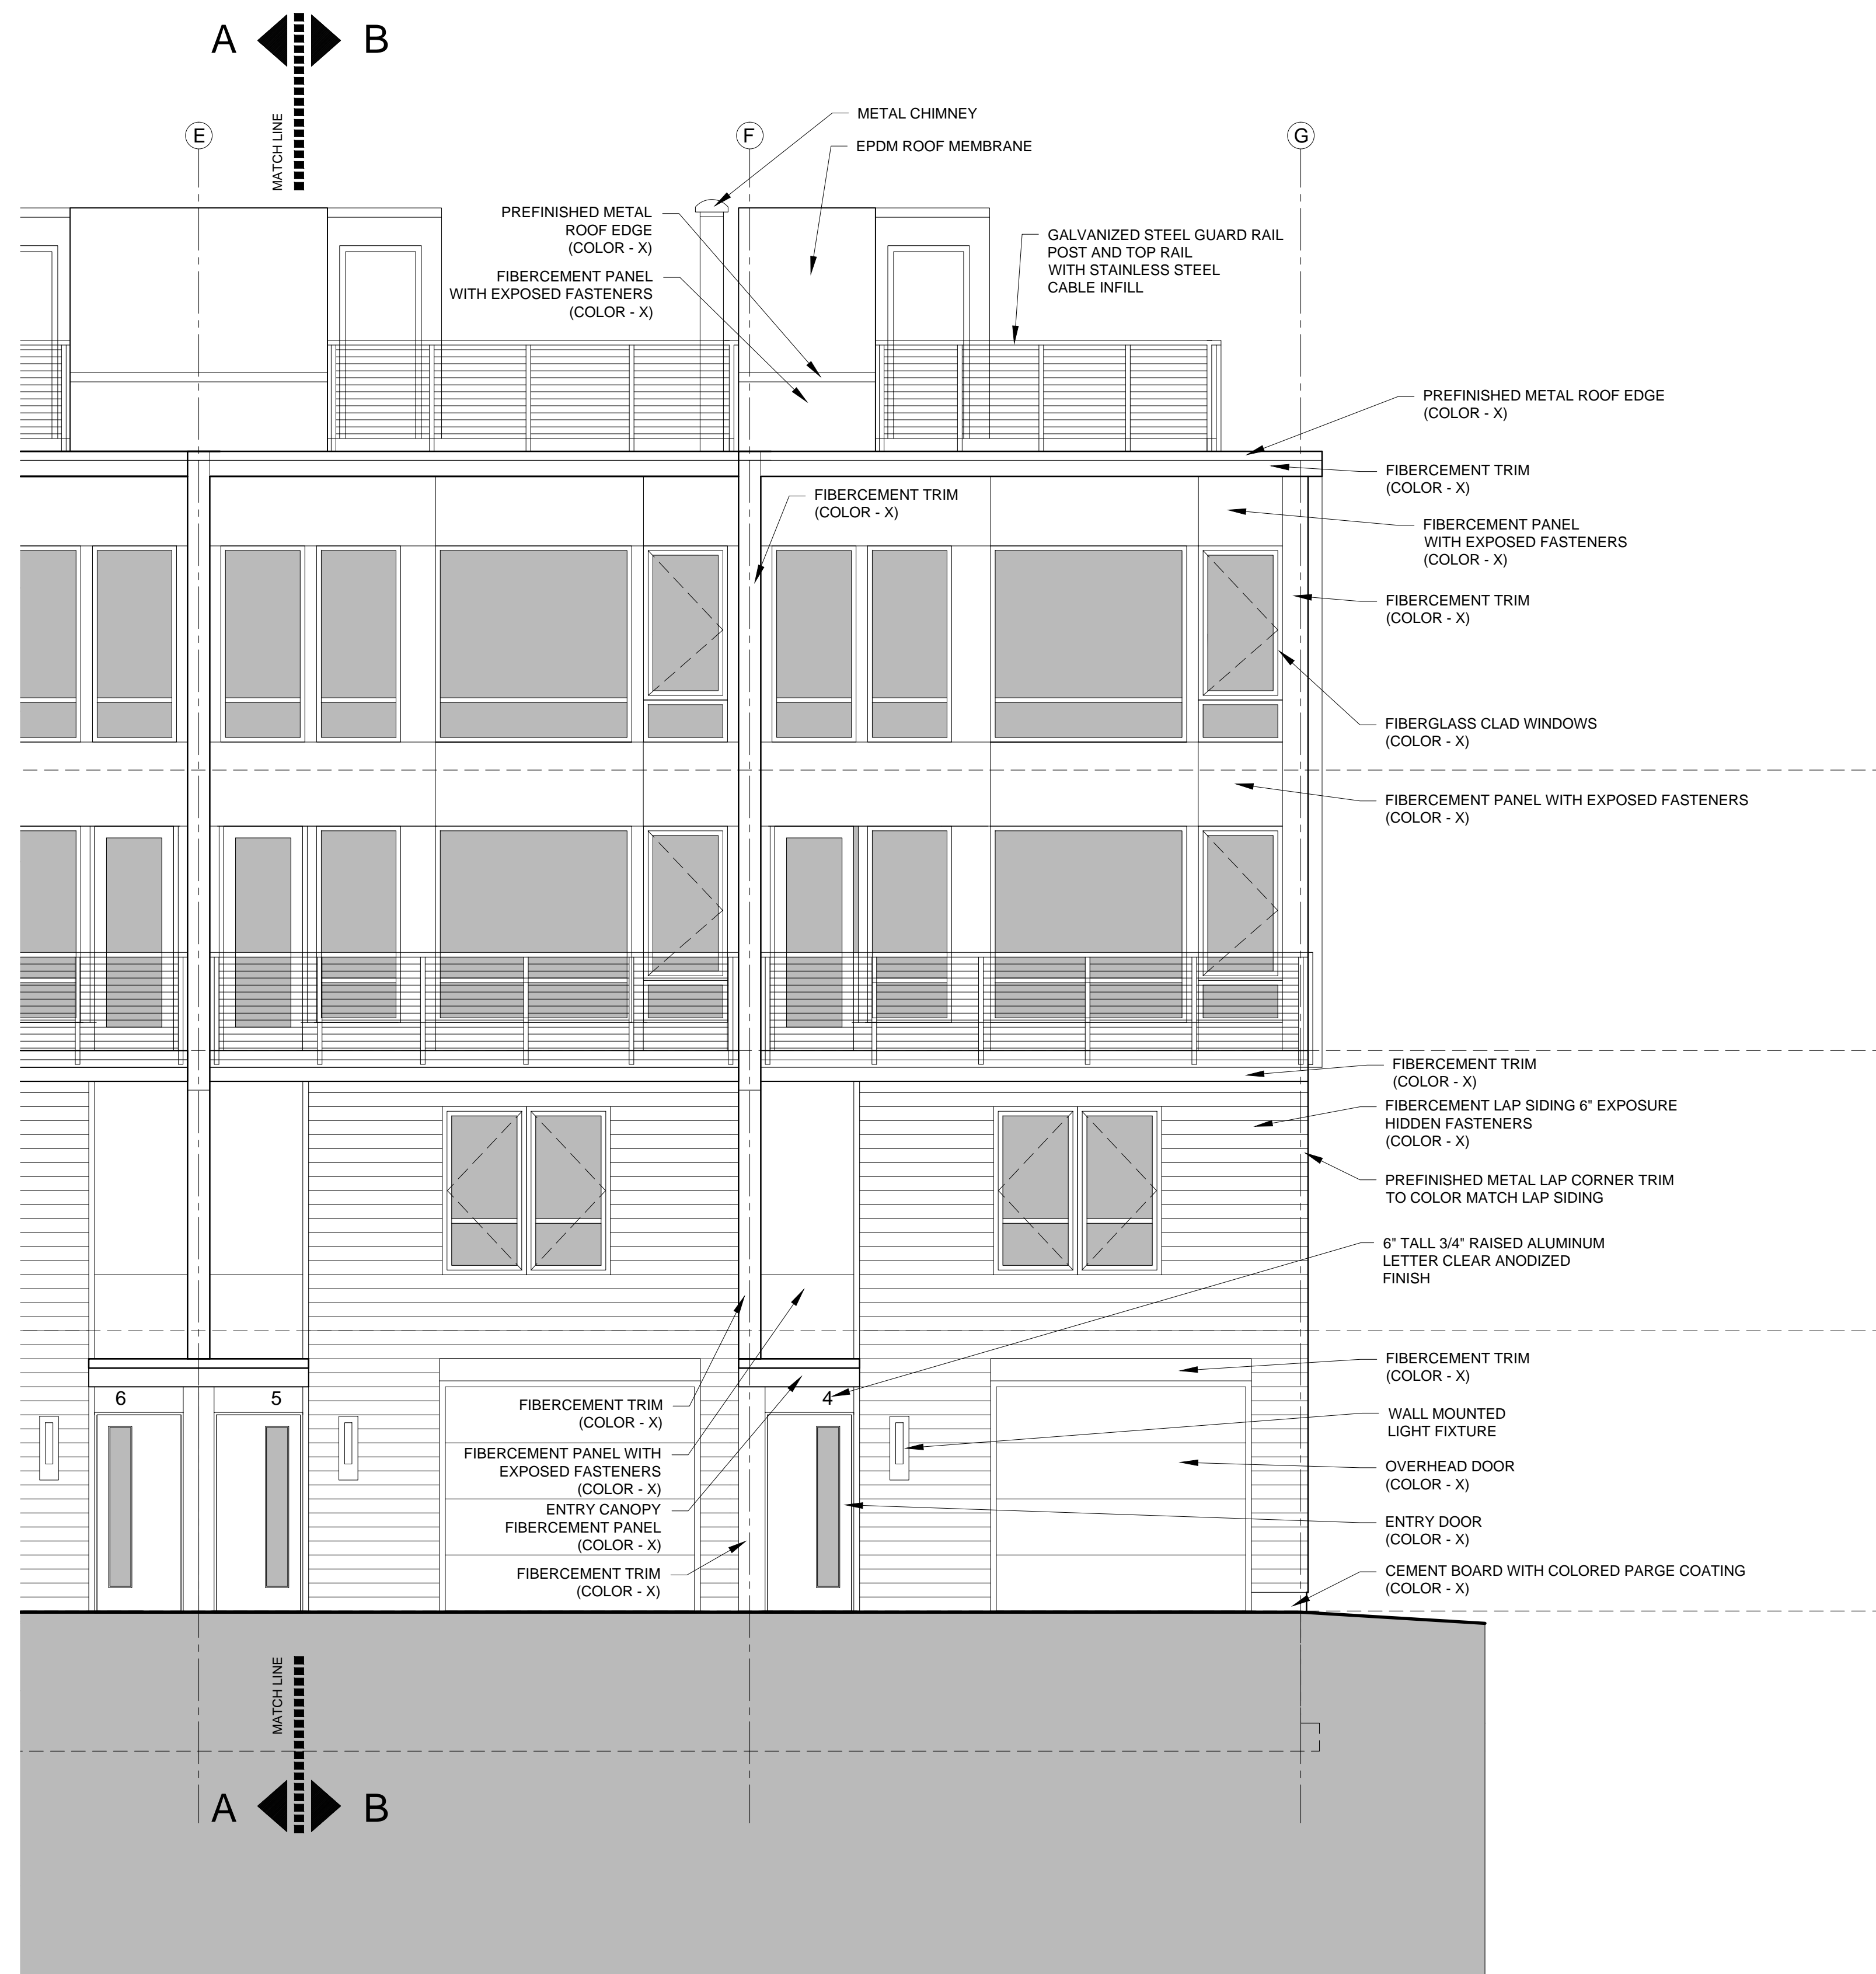 A B
MATCH LINE
E
F
G
METAL CHIMNEY
EPDM ROOF MEMBRANE
PREFINISHED METAL
ROOF EDGE
(COLOR - X)
FIBERCEMENT PANEL
WITH EXPOSED FASTENERS
(COLOR - X)
GALVANIZED STEEL GUARD RAIL
POST AND TOP RAIL
WITH STAINLESS STEEL
CABLE INFILL
PREFINISHED METAL ROOF EDGE
(COLOR - X)
FIBERCEMENT TRIM
(COLOR - X)
FIBERCEMENT TRIM
(COLOR - X)
FIBERCEMENT PANEL
WITH EXPOSED FASTENERS
(COLOR - X)
FIBERCEMENT TRIM
(COLOR - X)
FIBERGLASS CLAD WINDOWS
(COLOR - X)
FIBERCEMENT PANEL WITH EXPOSED FASTENERS
(COLOR - X)
FIBERCEMENT TRIM
(COLOR - X)
FIBERCEMENT LAP SIDING 6" EXPOSURE
HIDDEN FASTENERS
(COLOR - X)
PREFINISHED METAL LAP CORNER TRIM
TO COLOR MATCH LAP SIDING
6" TALL 3/4" RAISED ALUMINUM
LETTER CLEAR ANODIZED
FINISH
FIBERCEMENT TRIM
(COLOR - X)
WALL MOUNTED
LIGHT FIXTURE
OVERHEAD DOOR
(COLOR - X)
ENTRY DOOR
(COLOR - X)
CEMENT BOARD WITH COLORED PARGE COATING
(COLOR - X)
6
5
4
FIBERCEMENT TRIM
(COLOR - X)
FIBERCEMENT PANEL WITH
EXPOSED FASTENERS
(COLOR - X)
ENTRY CANOPY
FIBERCEMENT PANEL
(COLOR - X)
FIBERCEMENT TRIM
(COLOR - X)
MATCH LINE
A B